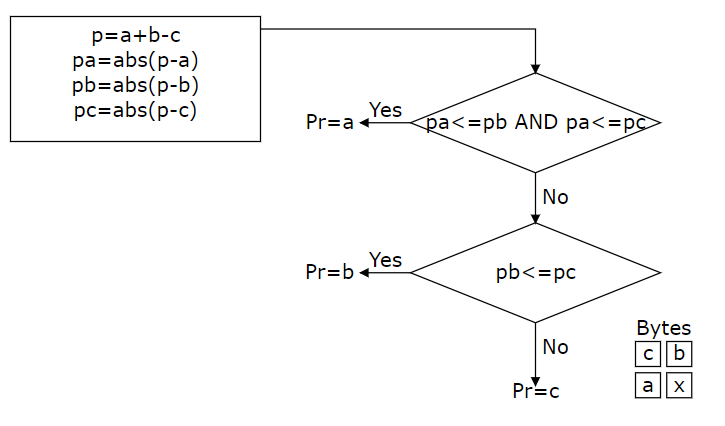 p=a+b-c
pa=abs(p-a)
pb=abs(p-b)
pc=abs(p-c)
Pr=a
Yes
pa<=pb AND pa<=pc
No
Pr=b
Yes
pb<=pc
No
Pr=c
Bytes
c b
a x